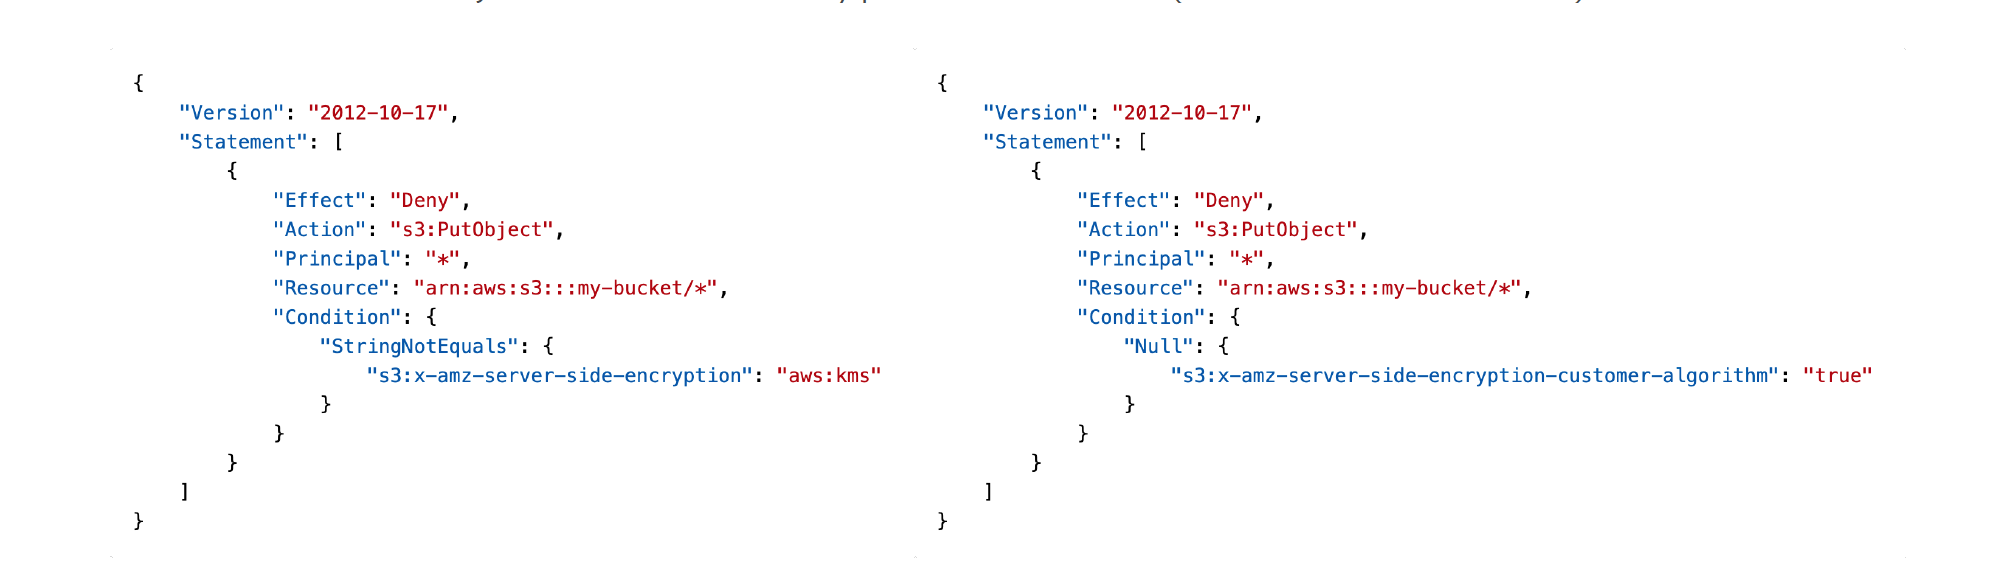 {
"Version": "2012-10-17",
"Statement": [
{
"Effect": "Deny",
"Action": "s3:PutObject",
"Principal": "*",
"Resource": "arn:aws:s3:::my-bucket/*",
"Condition": {
"StringNotEquals": {
"s3:x-amz-server-side-encryption": "aws:kms"
}
}
}
]
}
{
"Version": "2012-10-17",
"Statement": [
{
"Effect": "Deny",
"Action": "s3:PutObject",
"Principal": "*",
"Resource": "arn:aws:s3:::my-bucket/*",
"Condition": {
"Null": {
"s3:x-amz-server-side-encryption-customer-algorithm": "true"
}
}
}
]
}